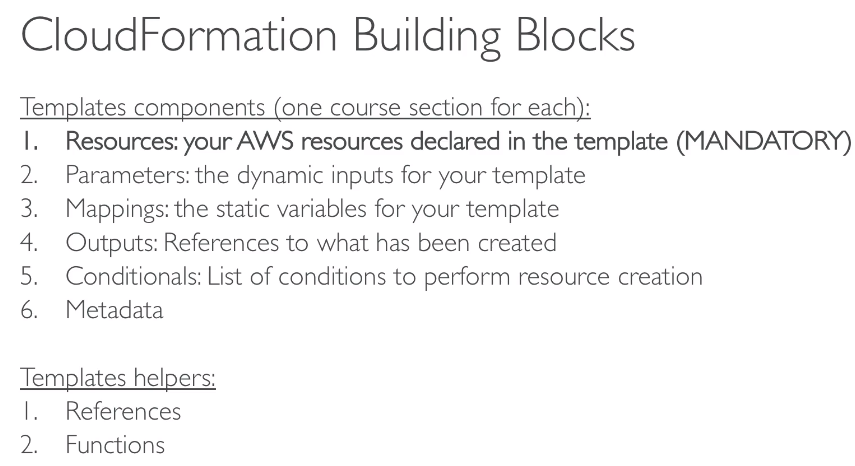 CloudFormation Building Blocks
Templates components (one course section for each):
1. Resources: your AWS resources declared in the template (MANDATORY)
2. Parameters: the dynamic inputs for your template
3. Mappings: the static variables for your template
4. Outputs: References to what has been created
5. Conditionals: List of conditions to perform resource creation
6. Metadata
Templates helpers:
1. References
2. Functions